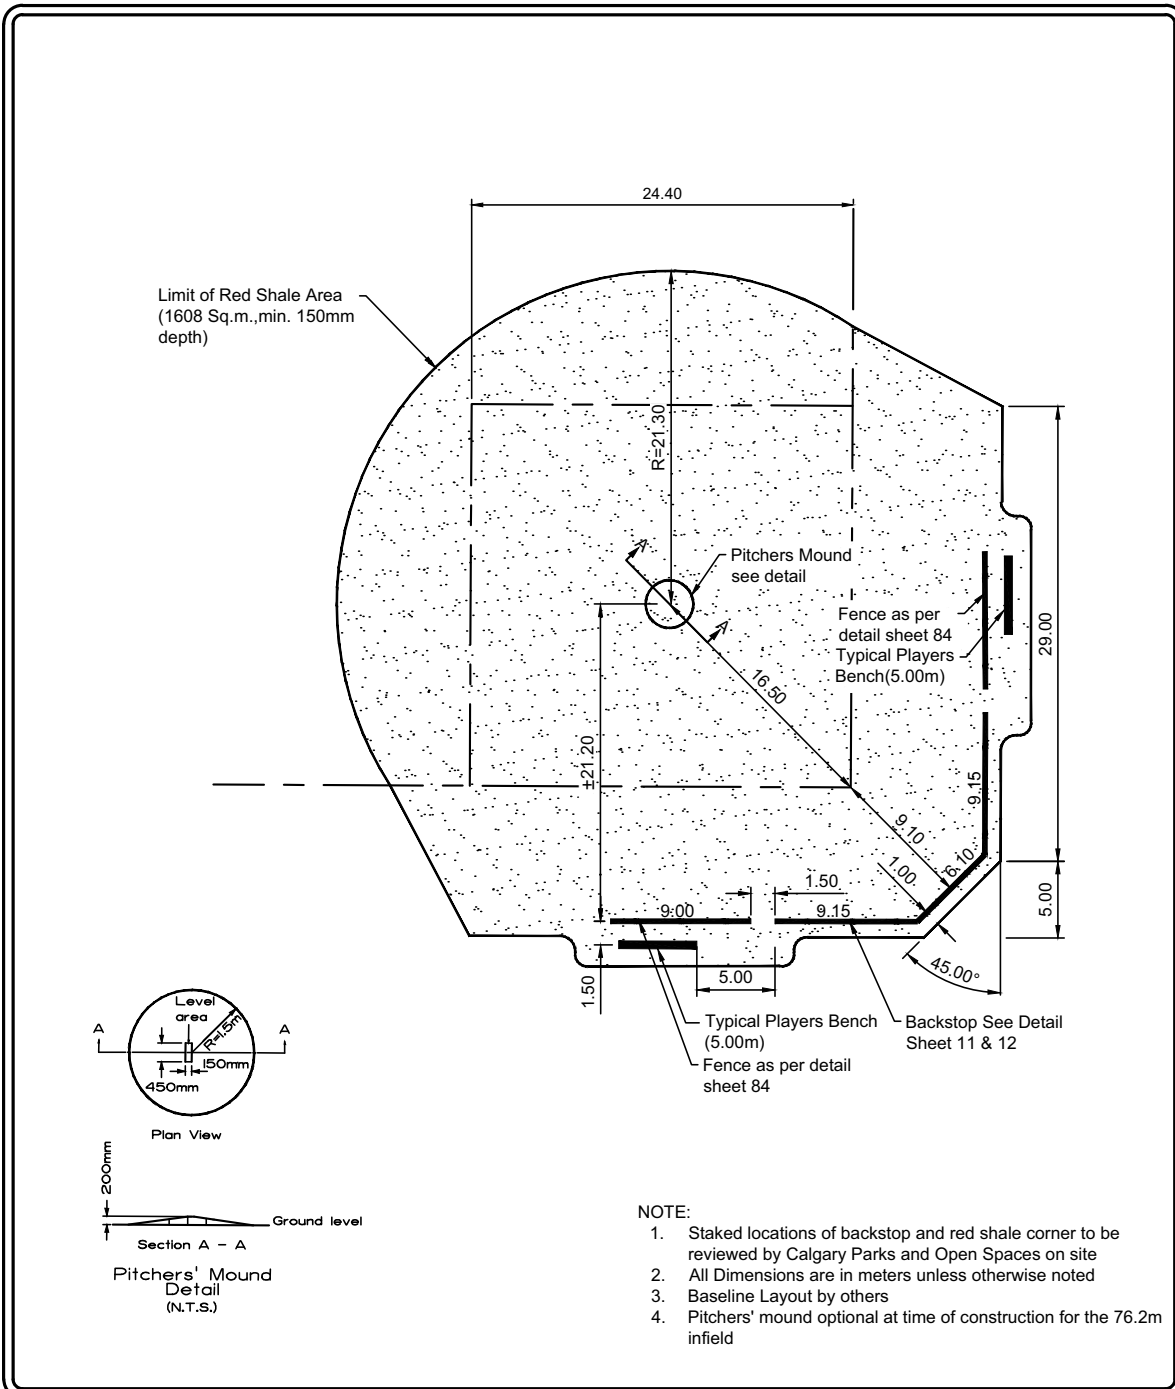 24.40
Limit of Red Shale Area
(1608 Sq.m.,min. 150mm
depth)
R=21.30
A
Pitchers Mound
see detail
A
Fence as per
detail sheet 84
Typical Players
Bench(5.00m)
29.00
16.50
±21.20
9.15
9.10
6.10
1.00
1.50
9.00
9.15
5.00
45.00°
1.50
5.00
Typical Players Bench
(5.00m)
Fence as per detail
sheet 84
Backstop See Detail
Sheet 11 & 12
Level
area
A
A
R=1.5m
150mm
450mm
Plan View
200mm
Ground level
Section A - A
Pitchers' Mound
Detail
(N.T.S.)
NOTE:
1. Staked locations of backstop and red shale corner to be
reviewed by Calgary Parks and Open Spaces on site
2. All Dimensions are in meters unless otherwise noted
3. Baseline Layout by others
4. Pitchers' mound optional at time of construction for the 76.2m
infield